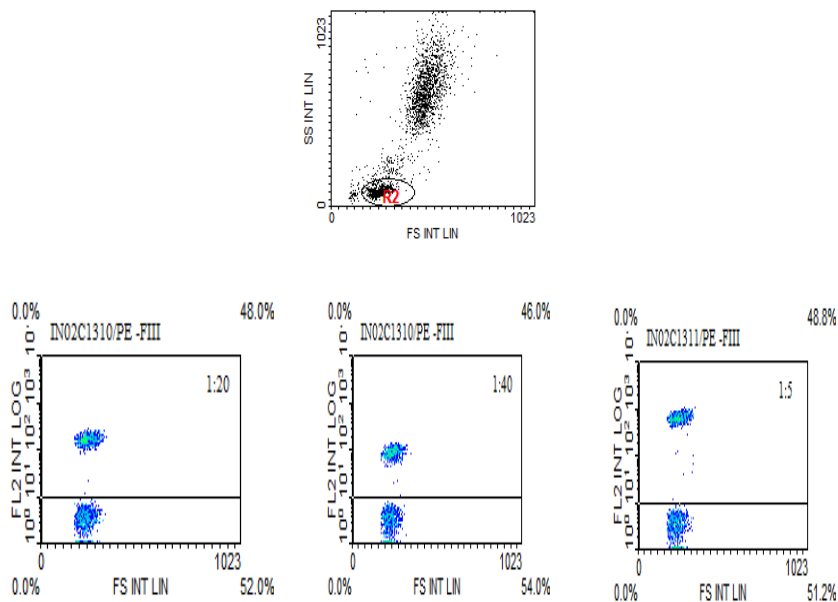 1023
SS INT LIN
0
R2
0 1023
FS INT LIN
0.0% 48.0%
IN02C1310/PE -FIII
1:20
FL2 INT LOG
10⁰ 10¹ 10² 10³
0 1023
0.0% FS INT LIN 52.0%
0.0% 46.0%
IN02C1310/PE -FIII
1:40
FL2 INT LOG
10⁰ 10¹ 10² 10³
0 1023
0.0% FS INT LIN 54.0%
0.0% 48.8%
IN02C1311/PE -FIII
1:5
FL2 INT LOG
10⁰ 10¹ 10² 10³
0 1023
0.0% FS INT LIN 51.2%